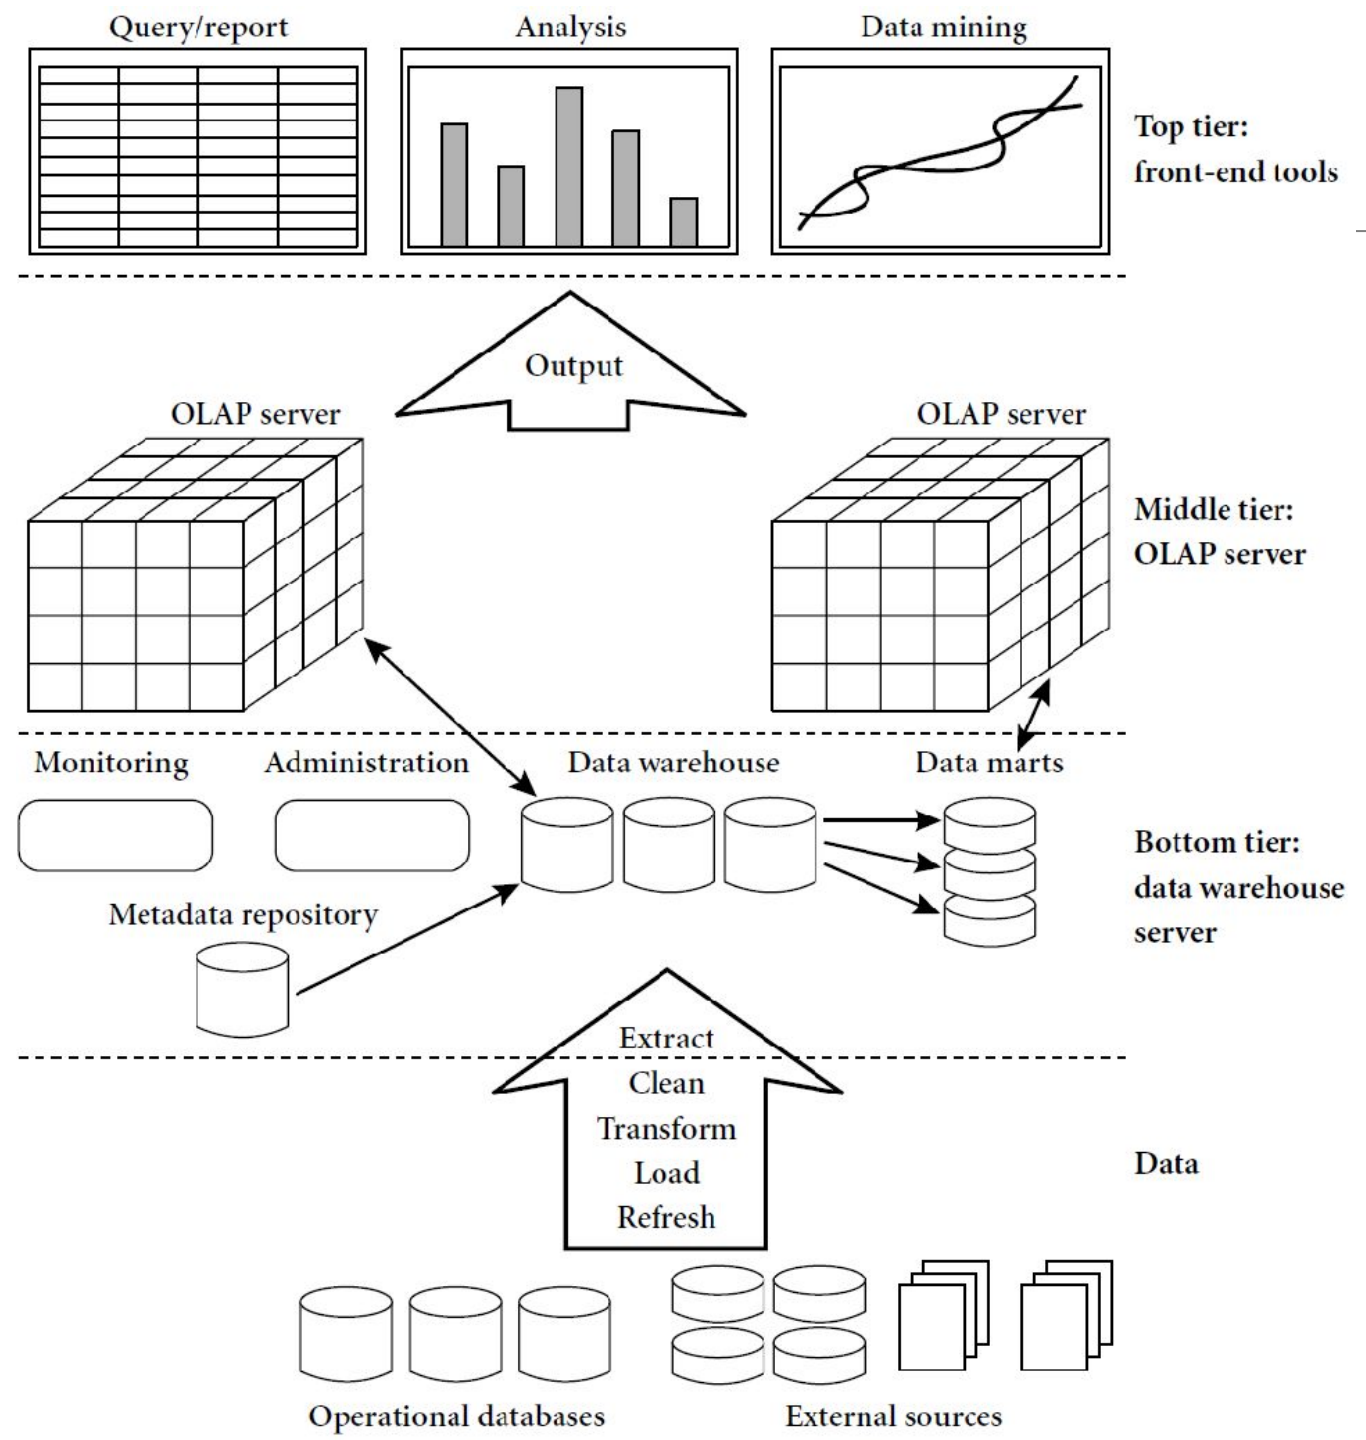 Query/report
Analysis
Data mining
Top tier:
front-end tools
Output
OLAP server
OLAP server
Middle tier:
OLAP server
Monitoring
Administration
Data warehouse
Data marts
Bottom tier:
data warehouse
server
Metadata repository
Extract
Clean
Transform
Load
Refresh
Data
Operational databases
External sources